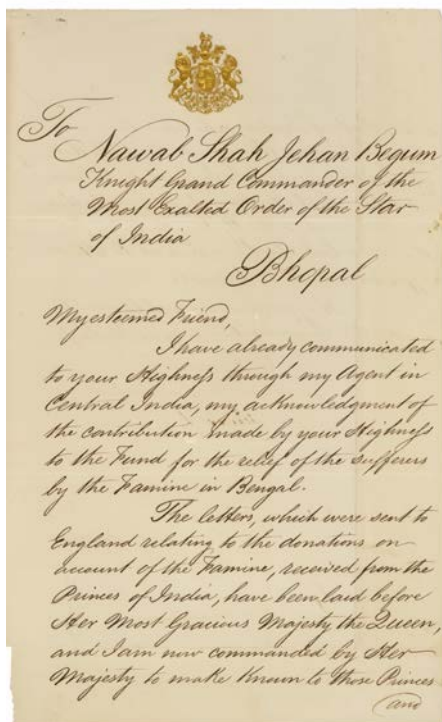 To
Nawab Shah Jehan Begum
Knight Grand Commander of the
Most Exalted Order of the Star
of India
Bhopal
My esteemed Friend,
I have already communicated
to your Highness through my Agent in
Central India, my acknowledgment of
the contribution made by your Highness
to the Fund for the relief of the sufferers
by the Famine in Bengal.
The letters, which were sent to
England relating to the donations on
account of the Famine, received from the
Princes of India, have been laid before
Her Most Gracious Majesty the Queen,
and I am now commanded by Her
Majesty to make known to those Princes
and